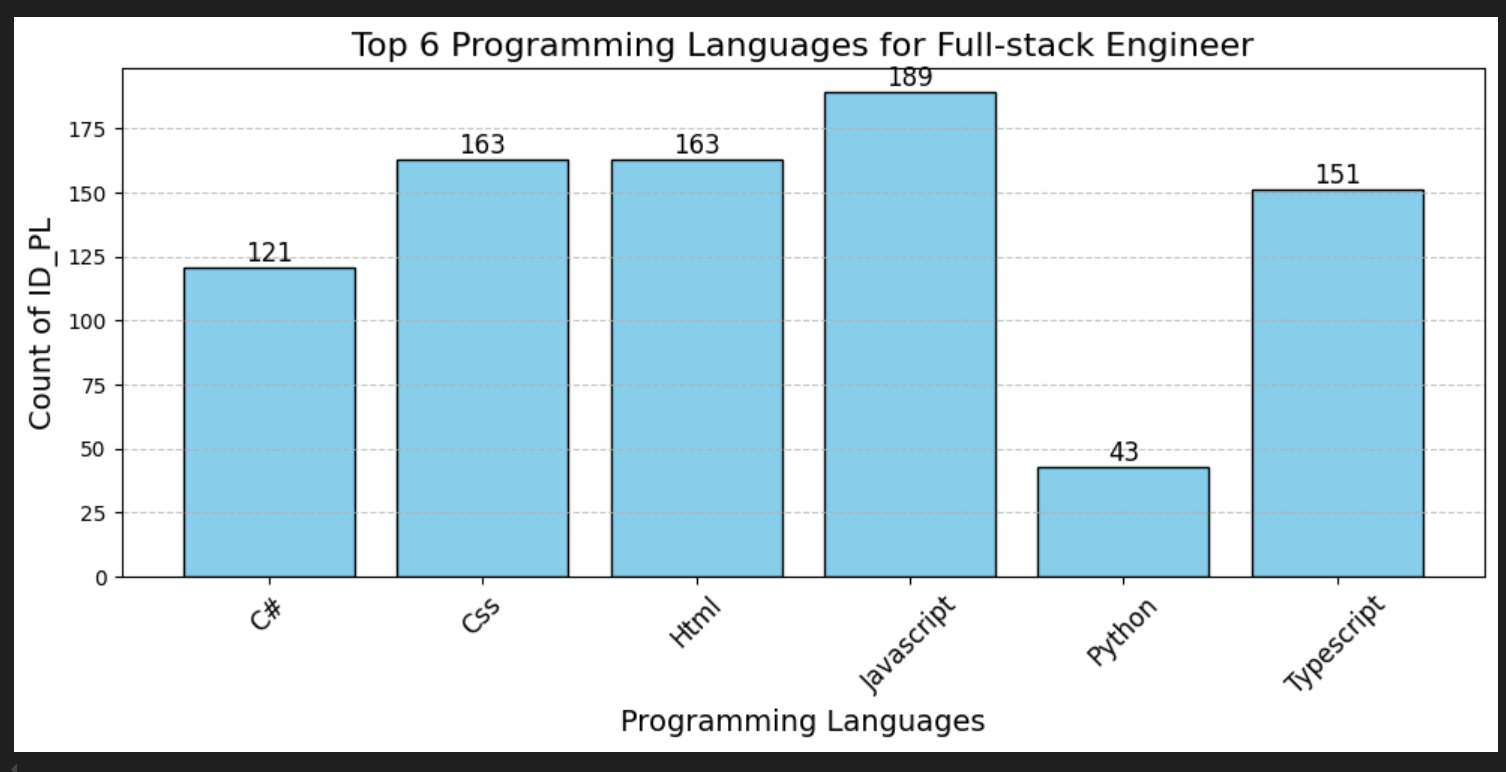 Top 6 Programming Languages for Full-stack Engineer
189
175
163
163
151
150
121
125
100
75
50
43
25
0
Count of ID_PL
C#
Css
Html
Javascript
Python
Typescript
Programming Languages